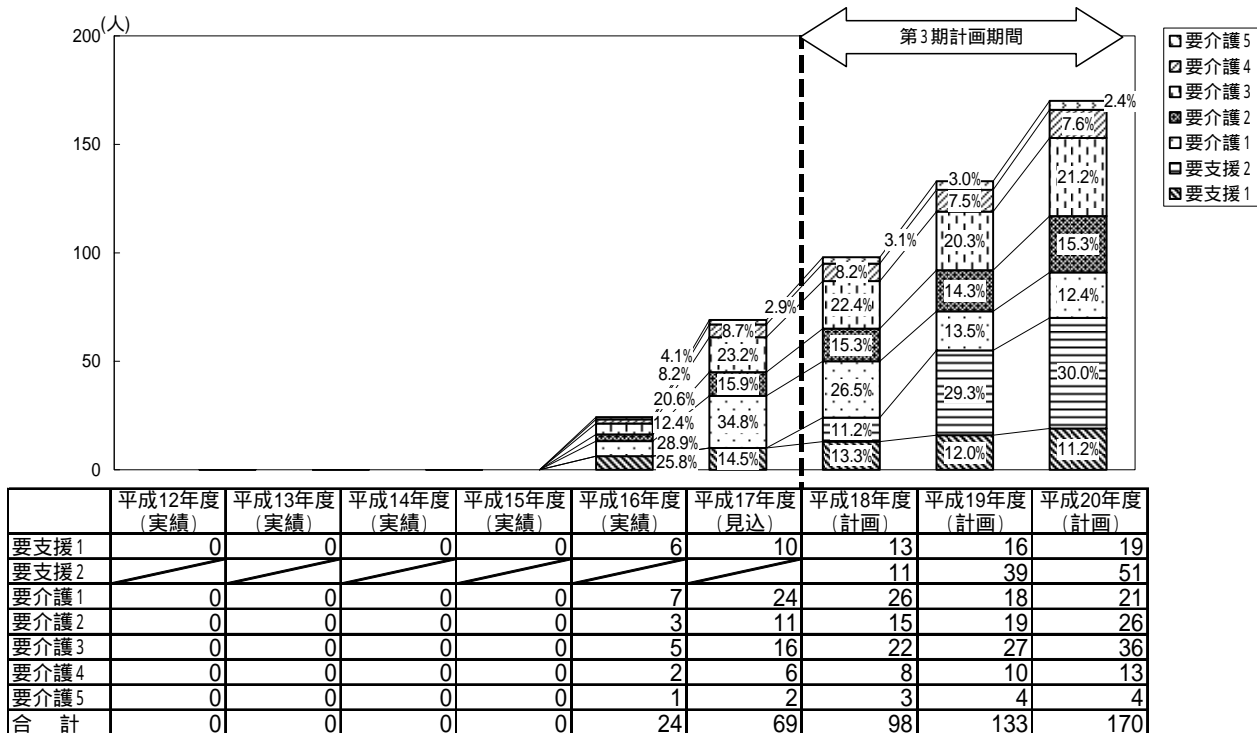 (人)
第3期計画期間
200
150
100
50
0
要介護5
要介護4
要介護3
要介護2
要介護1
要支援2
要支援1
4.1%
8.2%
20.6%
12.4%
28.9%
25.8%
2.9%
8.7%
23.2%
15.9%
34.8%
14.5%
3.1%
8.2%
22.4%
15.3%
26.5%
11.2%
13.3%
3.0%
7.5%
20.3%
14.3%
13.5%
29.3%
12.0%
2.4%
7.6%
21.2%
15.3%
12.4%
30.0%
11.2%
平成12年度 平成13年度 平成14年度 平成15年度 平成16年度 平成17年度 平成18年度 平成19年度 平成20年度
(実績) (実績) (実績) (実績) (実績) (見込) (計画) (計画) (計画)
要支援1 0 0 0 0 6 10 13 16 19
要支援2 11 39 51
要介護1 0 0 0 0 7 24 26 18 21
要介護2 0 0 0 0 3 11 15 19 26
要介護3 0 0 0 0 5 16 22 27 36
要介護4 0 0 0 0 2 6 8 10 13
要介護5 0 0 0 0 1 2 3 4 4
合 計 0 0 0 0 24 69 98 133 170